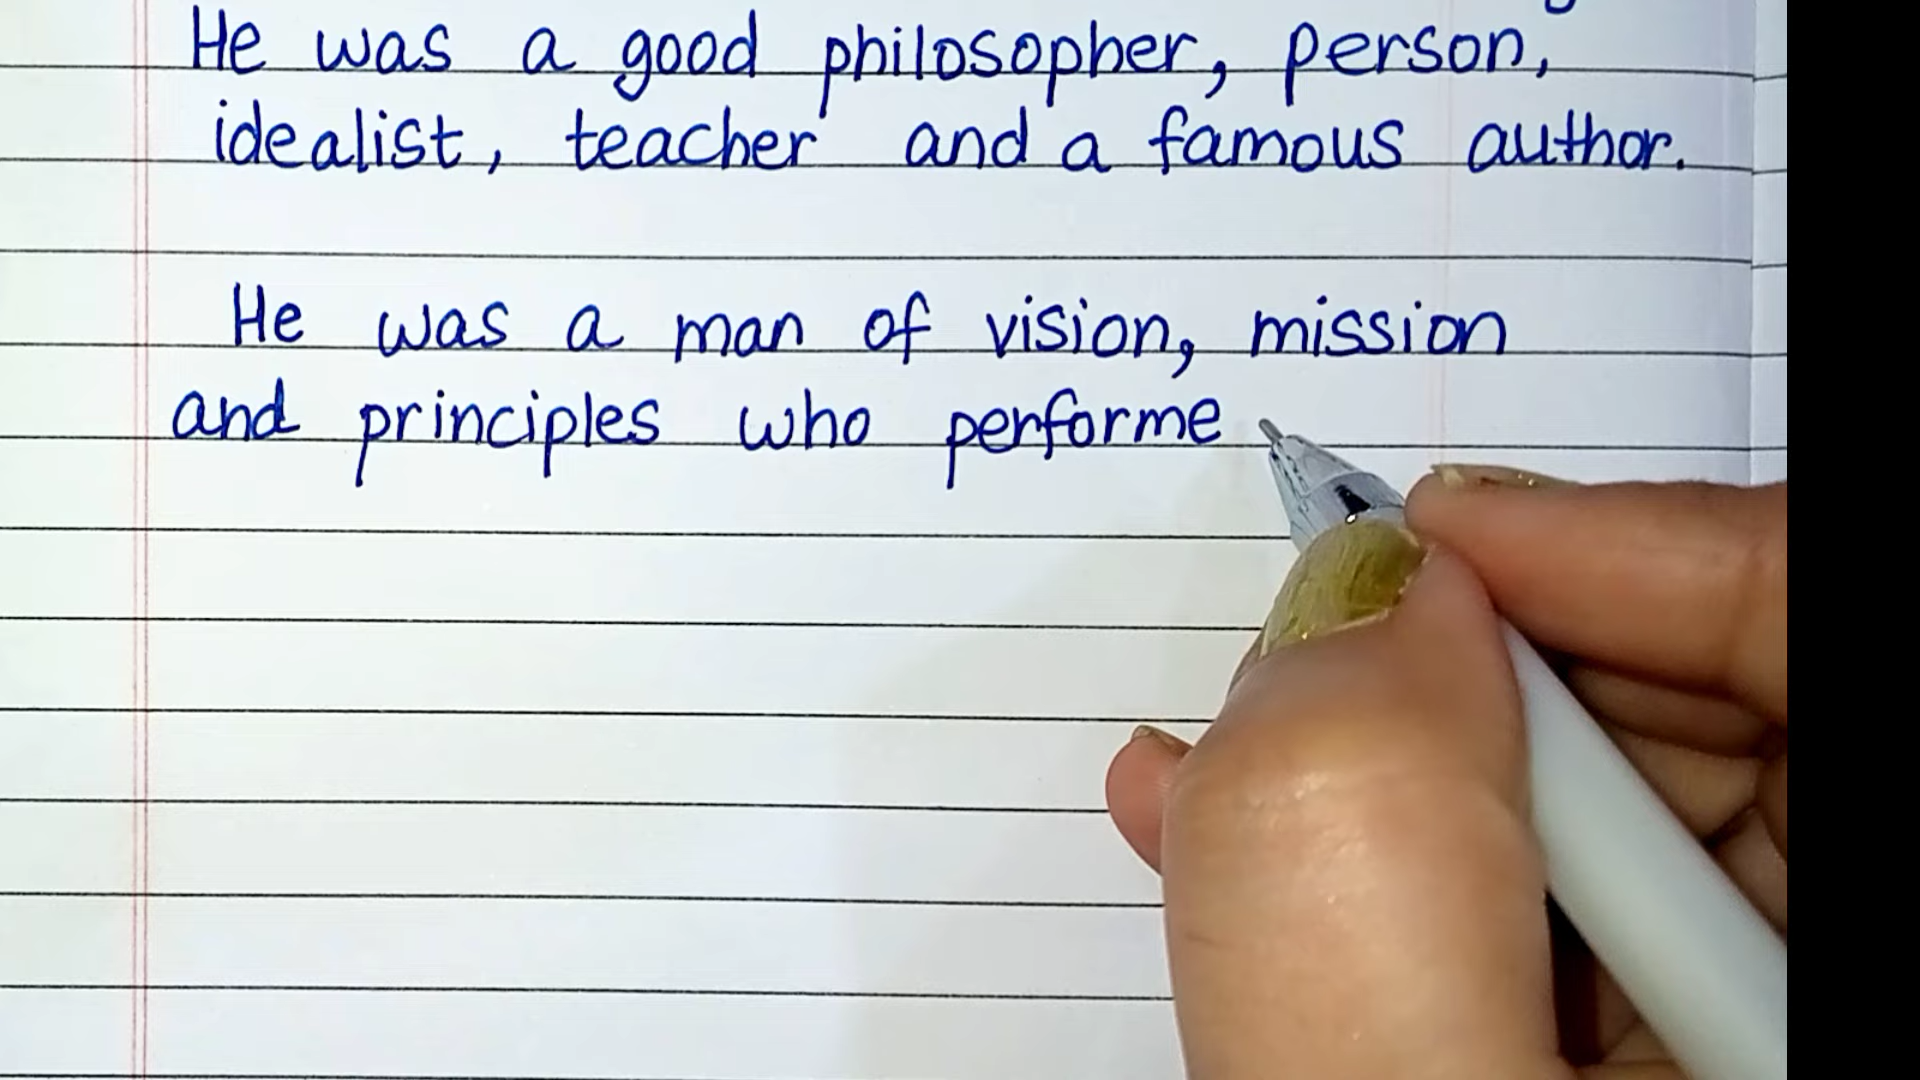 He was a good philosopher, person,
idealist, teacher and a famous author.
He was a man of vision, mission
and principles who performe